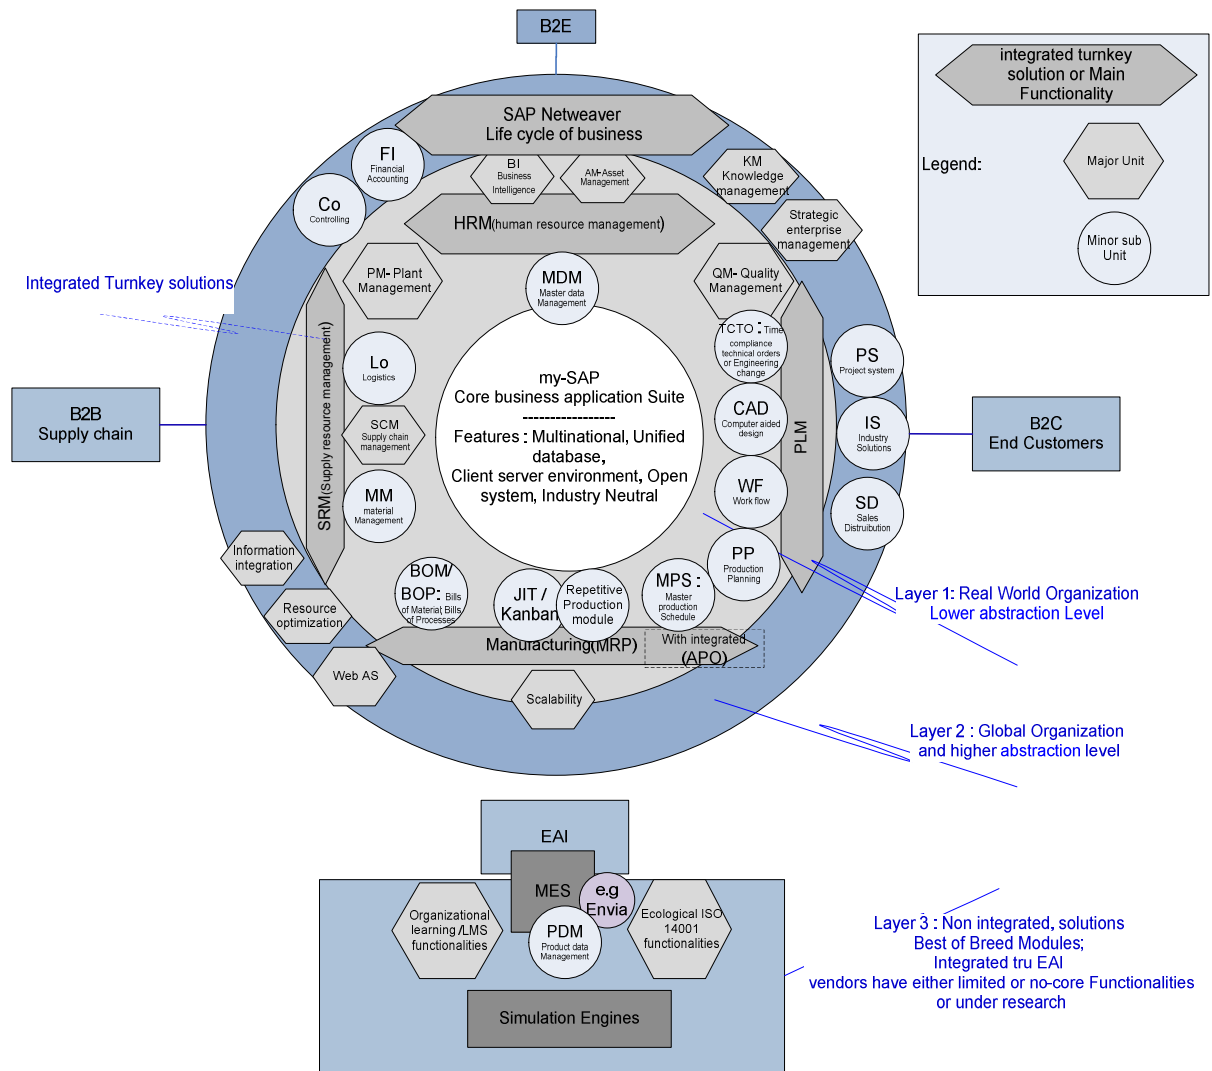 B2E
integrated turnkey
solution or Main
Functionality
Legend:
Major Unit
Minor sub
Unit
SAP Netweaver
Life cycle of business
FI
Financial
Accounting
Co
Controlling
BI
Business
Intelligence
AM-Asset
Management
KM
Knowledge
management
Strategic
enterprise
management
HRM(human resource management)
PM- Plant
Management
MDM
Master data
Management
QM- Quality
Management
Integrated Turnkey solutions
SRM(Supply resource management)
Lo
Logistics
SCM
Supply chain
management
MM
material
Management
my-SAP
Core business application Suite
-----------------
Features : Multinational, Unified
database,
Client server environment, Open
system, Industry Neutral
TCTO : Time
compliance
technical orders
or Engineering
change
CAD
Computer aided
design
WF
Work flow
PP
Production
Planning
PLM
PS
Project system
IS
Industry
Solutions
SD
Sales
Distruibution
B2B
Supply chain
B2C
End Customers
Information
integration
Resource
optimization
Web AS
BOM/
BOP: Bills
of Material; Bills
of Processes
JIT /
Kanban
Repetitive
Production
module
MPS :
Master
production
Schedule
Manufacturing(MRP)
With integrated
(APO)
Scalability
Layer 1: Real World Organization
Lower abstraction Level
Layer 2 : Global Organization
and higher abstraction level
EAI
MES
e.g
Envia
PDM
Product data
Management
Organizational
learning /LMS
functionalities
Ecological ISO
14001
functionalities
Simulation Engines
Layer 3 : Non integrated, solutions
Best of Breed Modules;
Integrated tru EAI
vendors have either limited or no-core Functionalities
or under research